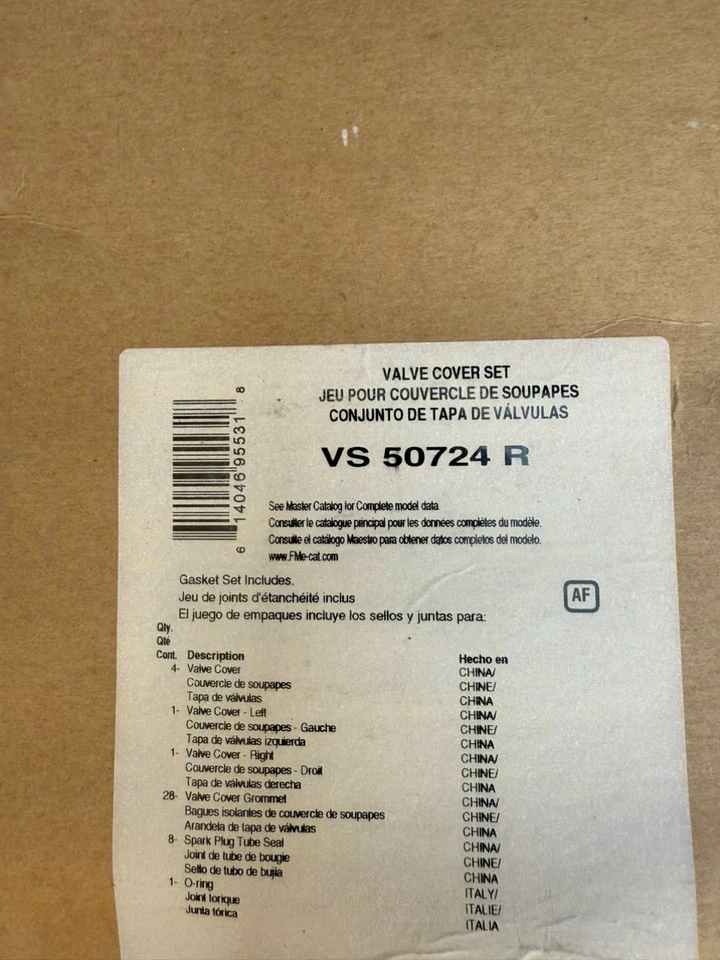 VALVE COVER SET
JEU POUR COUVERCLE DE SOUPAPES
CONJUNTO DE TAPA DE VÁLVULAS
VS 50724 R
6 14046 95531 8
See Master Catalog for Complete model data
Consulter le catalogue principal pour les données complètes du modèle.
Consulte el catálogo Maestro para obtener datos completos del modelo.
www.FMe-cat.com
Gasket Set Includes.
Jeu de joints d'étanchéité inclus
El juego de empaques incluye los sellos y juntas para:
AF
Qty.
Qté
Cont. Description Hecho en
4- Valve Cover CHINA/
Couvercle de soupapes CHINE/
Tapa de válvulas CHINA
1- Valve Cover - Left CHINA/
Couvercle de soupapes - Gauche CHINE/
Tapa de válvulas izquierda CHINA
1- Valve Cover - Right CHINA/
Couvercle de soupapes - Droit CHINE/
Tapa de válvulas derecha CHINA
28- Valve Cover Grommet CHINA/
Bagues isolantes de couvercle de soupapes CHINE/
Arandela de tapa de válvulas CHINA
8- Spark Plug Tube Seal CHINA/
Joint de tube de bougie CHINE/
Sello de tubo de bujía CHINA
1- O-ring ITALY/
Joint torique ITALIE/
Junta tórica ITALIA